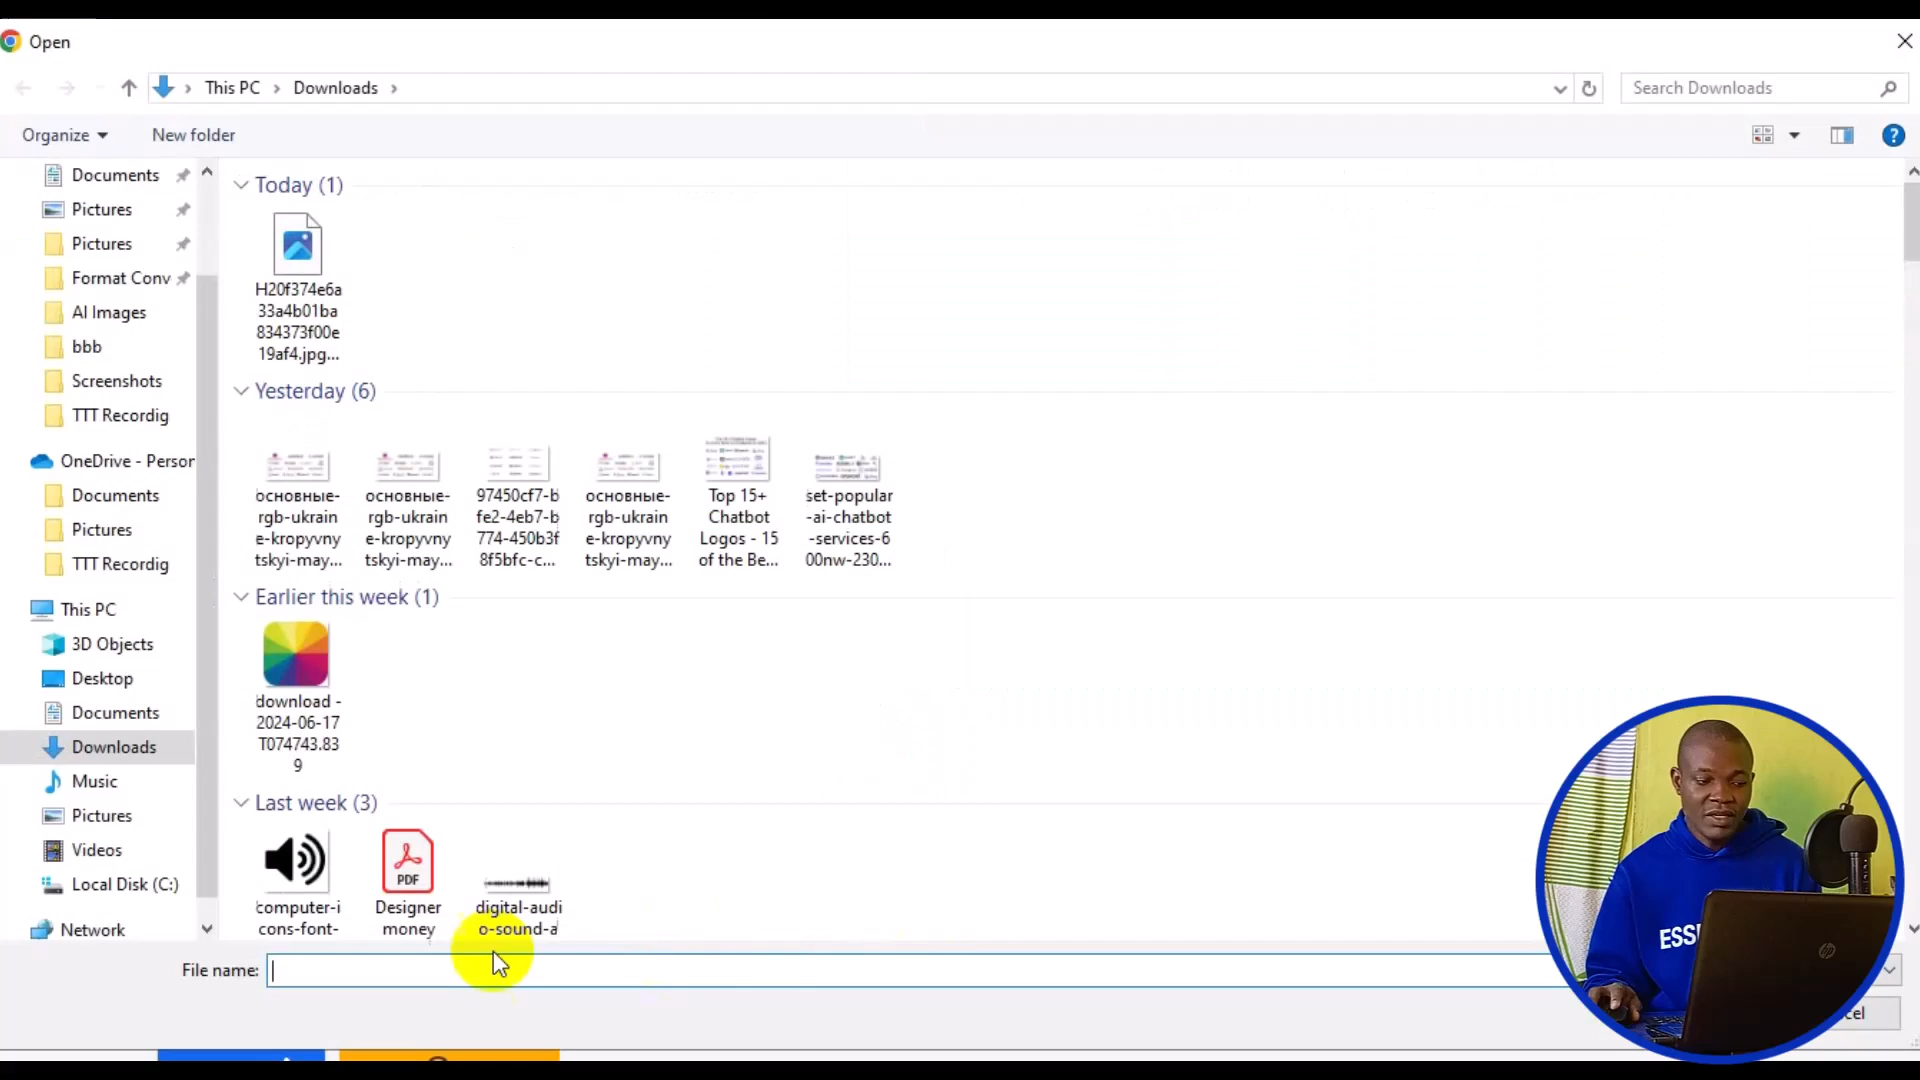 Open
This PC > Downloads >
Search Downloads
Organize
New folder
Documents
Pictures
Pictures
Format Conv
AI Images
bbb
Screenshots
TTT Recordig
OneDrive - Person
Documents
Pictures
TTT Recordig
This PC
3D Objects
Desktop
Documents
Downloads
Music
Pictures
Videos
Local Disk (C:)
Network
Today (1)
H20f374e6a
33a4b01ba
834373f00e
19af4.jpg...
Yesterday (6)
основные-
rgb-ukrain
e-kropyvny
tskyi-may...
основные-
rgb-ukrain
e-kropyvny
tskyi-may...
97450cf7-b
fe2-4eb7-b
774-450b3f
8f5bfc-c...
основные-
rgb-ukrain
e-kropyvny
tskyi-may...
Top 15+
Chatbot
Logos - 15
of the Be...
set-popular
-ai-chatbot
-services-6
00nw-230...
Earlier this week (1)
download -
2024-06-17
T074743.83
9
Last week (3)
computer-i
cons-font-
PDF
Designer
money
digital-audi
o-sound-a
File name:
cel
ESS
hp